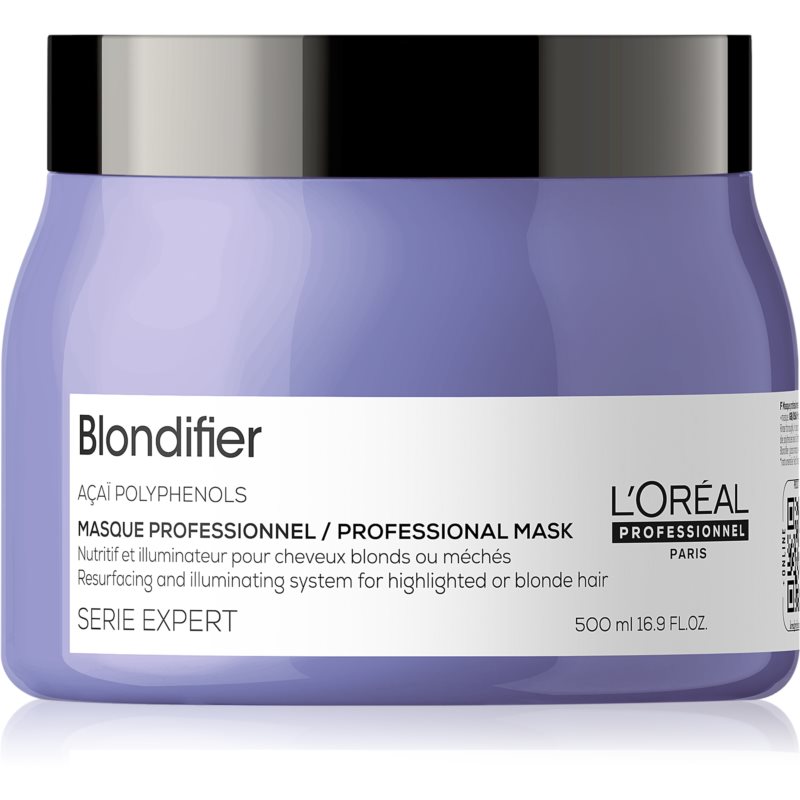 Blondifier
AÇAÏ POLYPHENOLS
MASQUE PROFESSIONNEL / PROFESSIONAL MASK
Nutritif et illuminateur pour cheveux blonds ou méchés
Resurfacing and illuminating system for highlighted or blonde hair
SERIE EXPERT
L'ORÉAL
PROFESSIONNEL
PARIS
500 ml 16.9 FL.OZ.
ONLINE